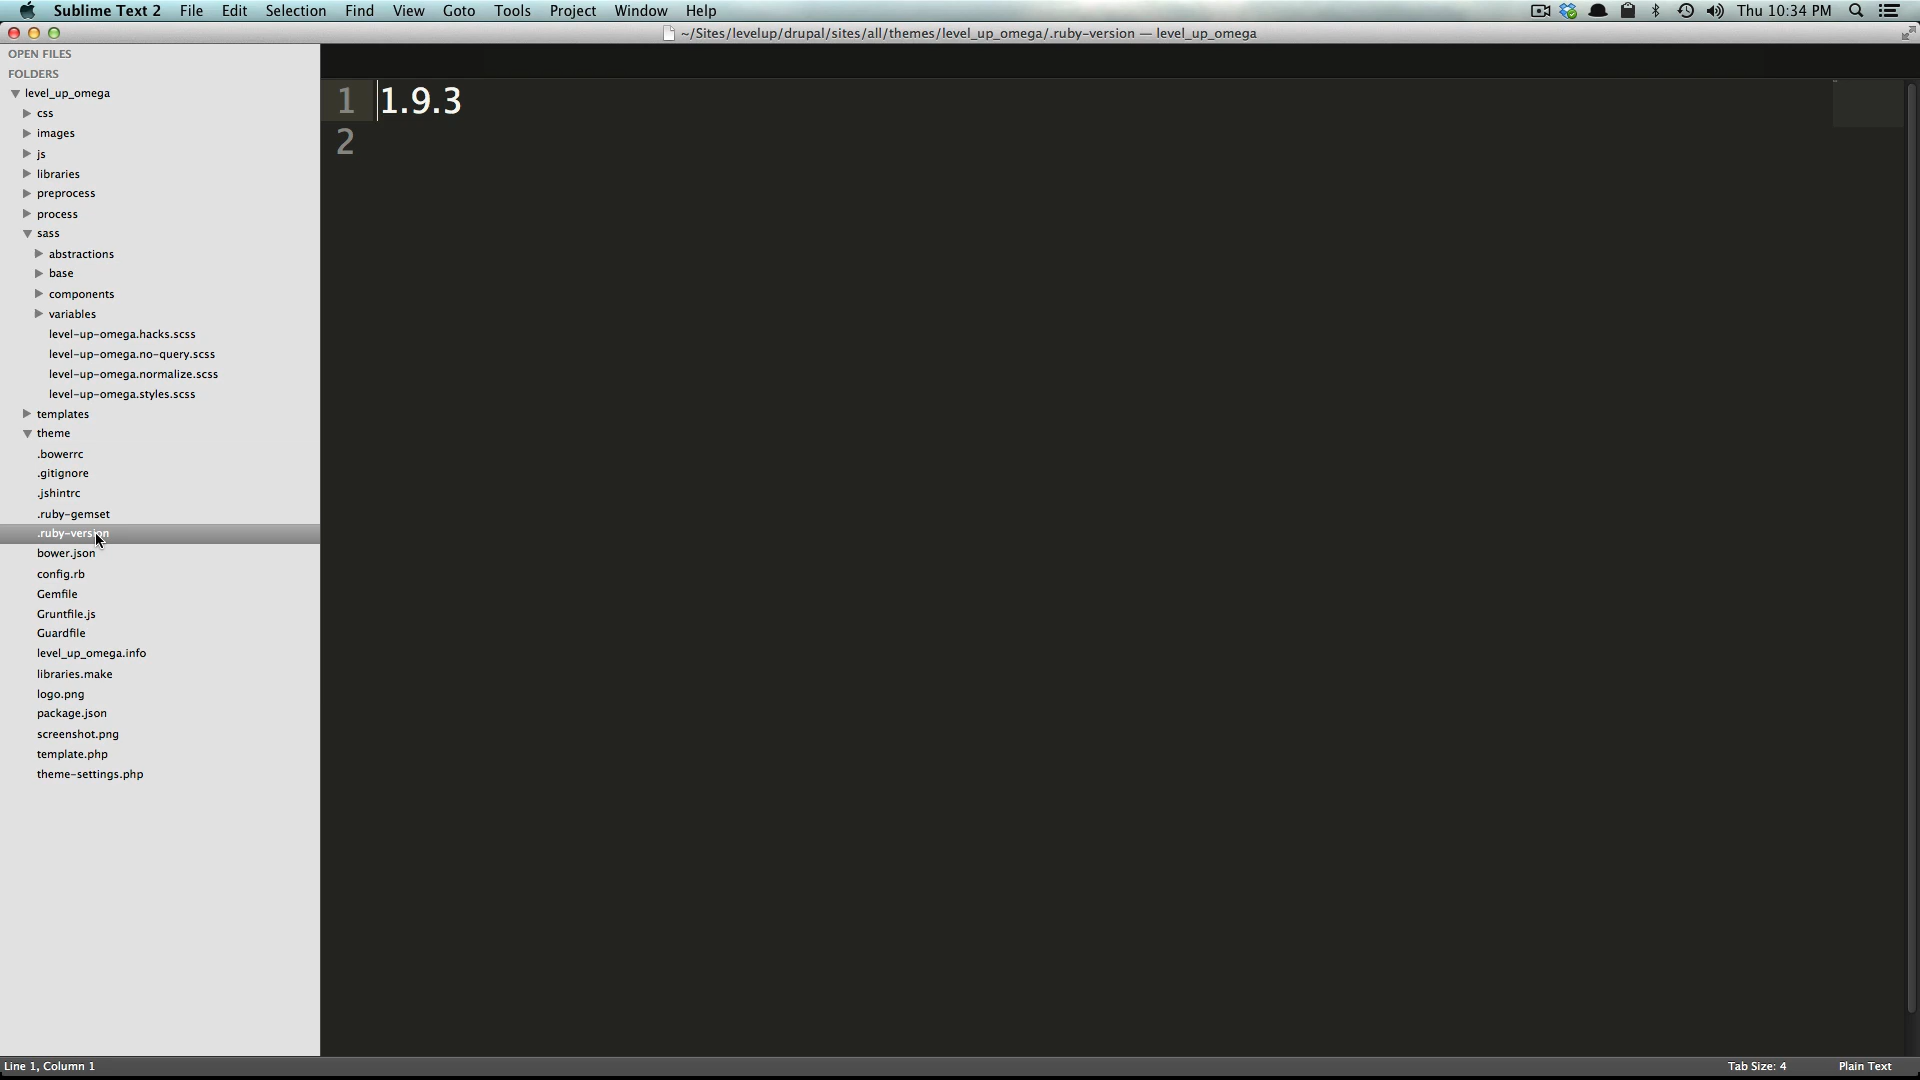 Sublime Text 2 File Edit Selection Find View Goto Tools Project Window Help Thu 10:34 PM
~/Sites/levelup/drupal/sites/all/themes/level_up_omega/.ruby-version — level_up_omega
OPEN FILES
FOLDERS
level_up_omega
css
images
js
libraries
preprocess
process
sass
abstractions
base
components
variables
level-up-omega.hacks.scss
level-up-omega.no-query.scss
level-up-omega.normalize.scss
level-up-omega.styles.scss
templates
theme
.bowerrc
.gitignore
.jshintrc
.ruby-gemset
.ruby-version
bower.json
config.rb
Gemfile
Gruntfile.js
Guardfile
level_up_omega.info
libraries.make
logo.png
package.json
screenshot.png
template.php
theme-settings.php
1 1.9.3
2
Line 1, Column 1 Tab Size: 4 Plain Text